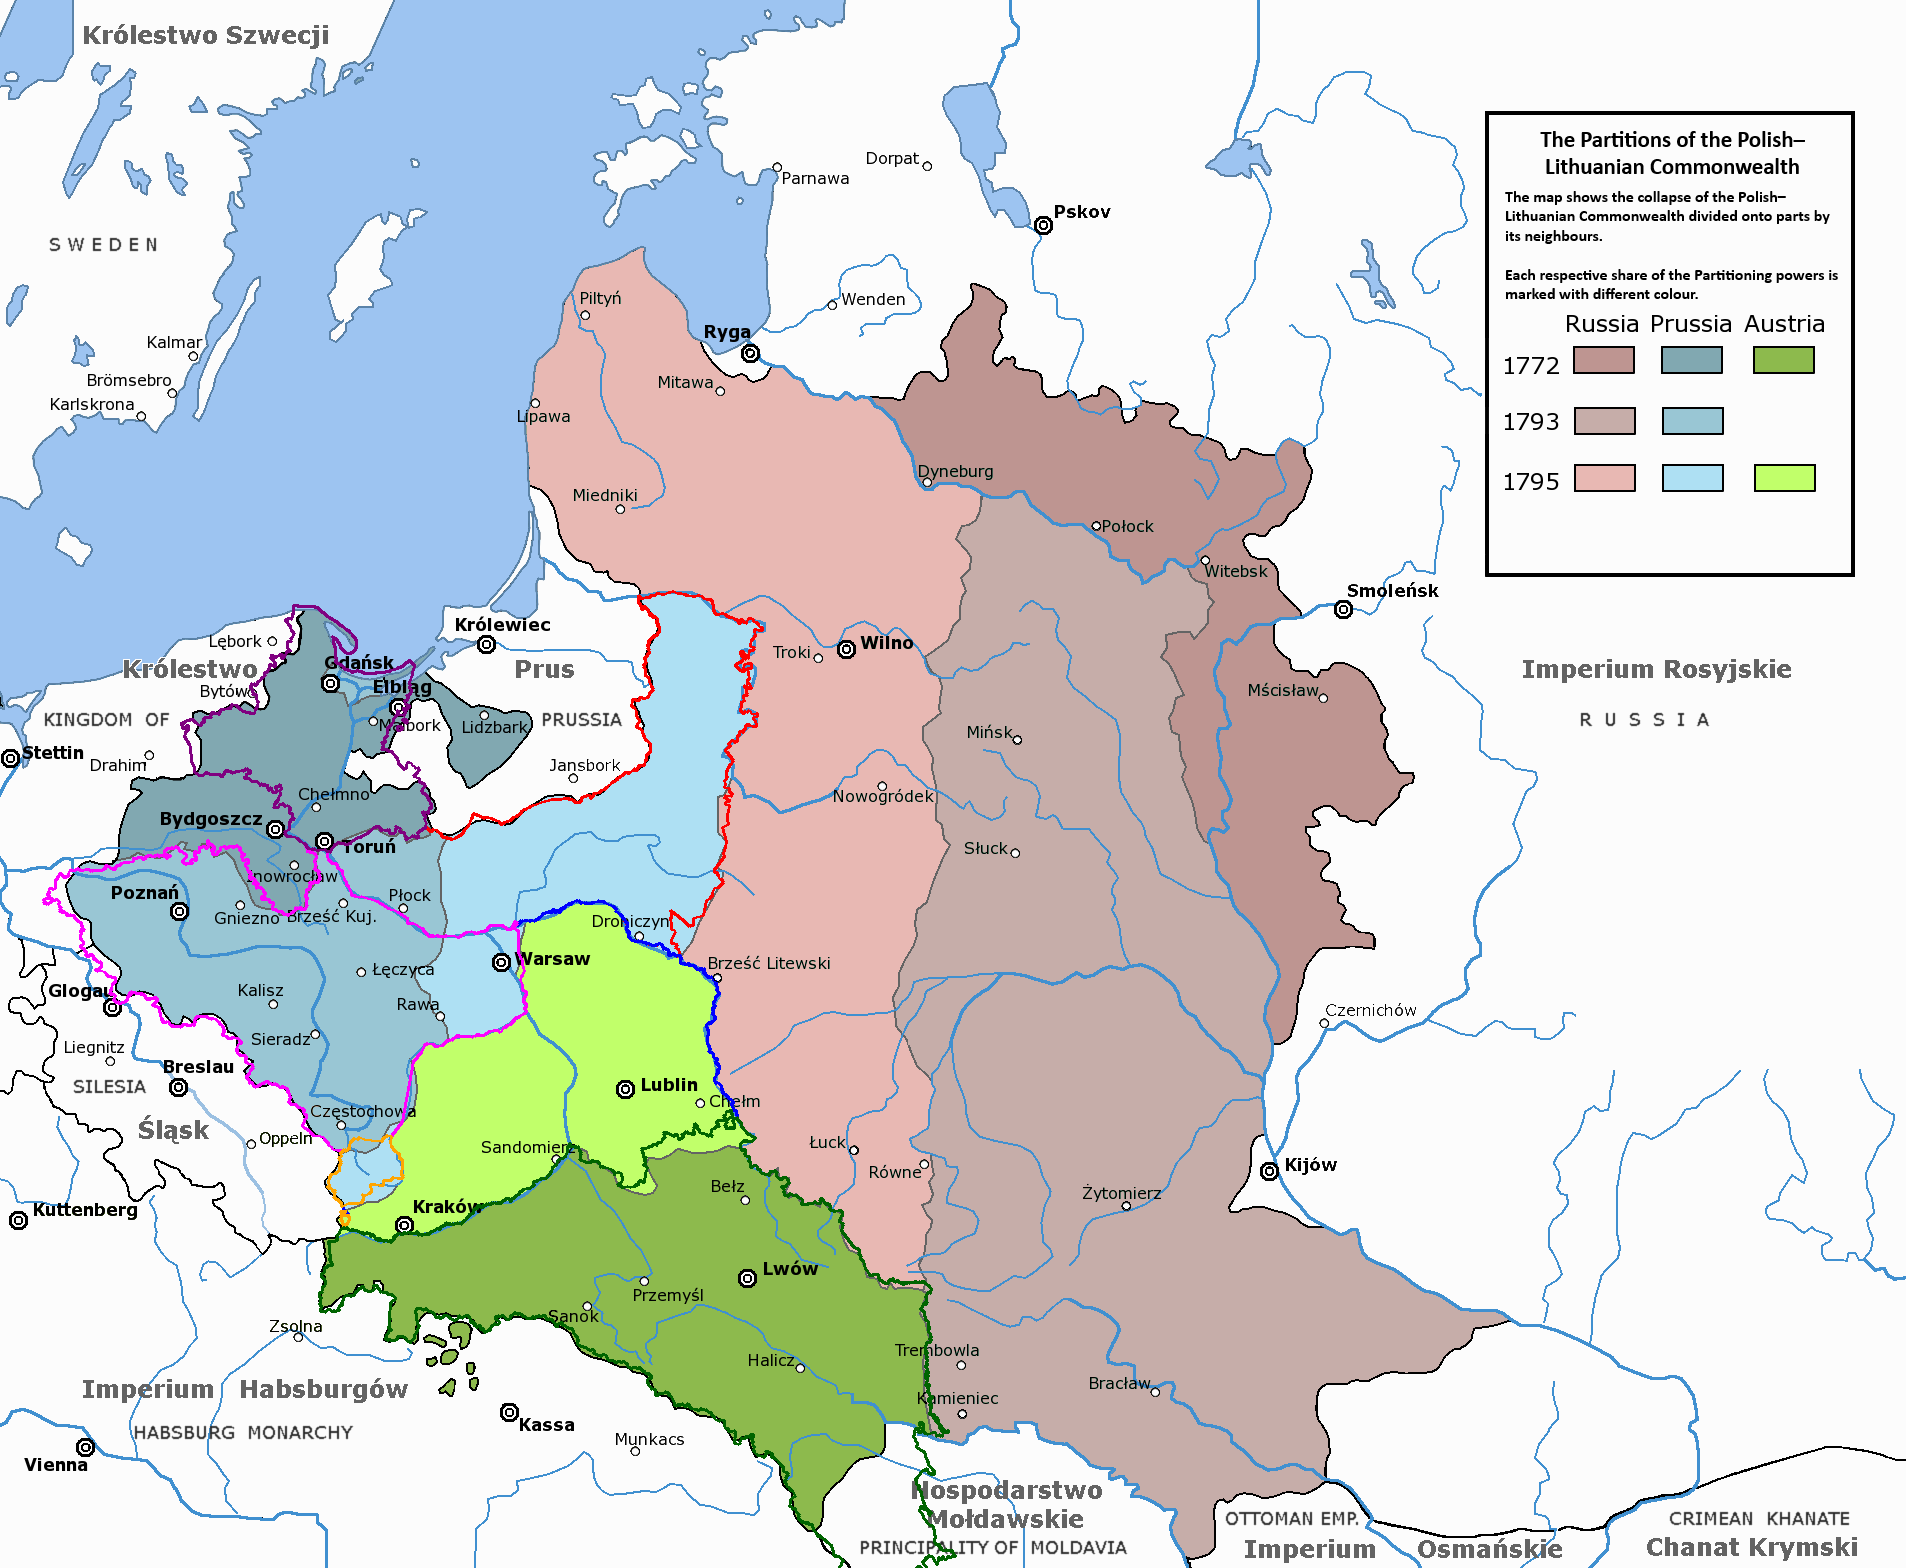 Królestwo Szwecji
SWEDEN
Kalmar
Brömsebro
Karlskrona
Parnawa
Dorpat
Pskov
Wenden
Ryga
Piltyń
Mitawa
Lipawa
Miedniki
Dyneburg
Połock
Witebsk
Smoleńsk
The Partitions of the Polish–
Lithuanian Commonwealth
The map shows the collapse of the Polish–
Lithuanian Commonwealth divided onto parts by
its neighbours.
Each respective share of the Partitioning powers is
marked with different colour.
Russia Prussia Austria
1772
1793
1795
Królewiec
Lębork
Królestwo
Prus
Gdańsk
Bytów
Elbląg
KINGDOM OF
PRUSSIA
Malbork
Lidzbark
Stettin
Drahim
Jansbork
Chełmno
Bydgoszcz
Toruń
Inowrocław
Poznań
Płock
Gniezno
Brześć Kuj.
Troki
Wilno
Mińsk
Nowogródek
Słuck
Mścisław
Imperium Rosyjskie
RUSSIA
Drohiczyn
Warsaw
Brześć Litewski
Łęczyca
Glogau
Kalisz
Rawa
Sieradz
Liegnitz
Breslau
SILESIA
Śląsk
Częstochowa
Oppeln
Lublin
Chełm
Czernichów
Sandomierz
Łuck
Równe
Kijów
Bełz
Żytomierz
Kuttenberg
Kraków
Lwów
Przemyśl
Sanok
Zsolna
Halicz
Trembowla
Kamieniec
Bracław
Imperium Habsburgów
HABSBURG MONARCHY
Kassa
Munkacs
Vienna
Hospodarstwo
Mołdawskie
PRINCIPALITY OF MOLDAVIA
OTTOMAN EMP.
Imperium Osmańskie
CRIMEAN KHANATE
Chanat Krymski